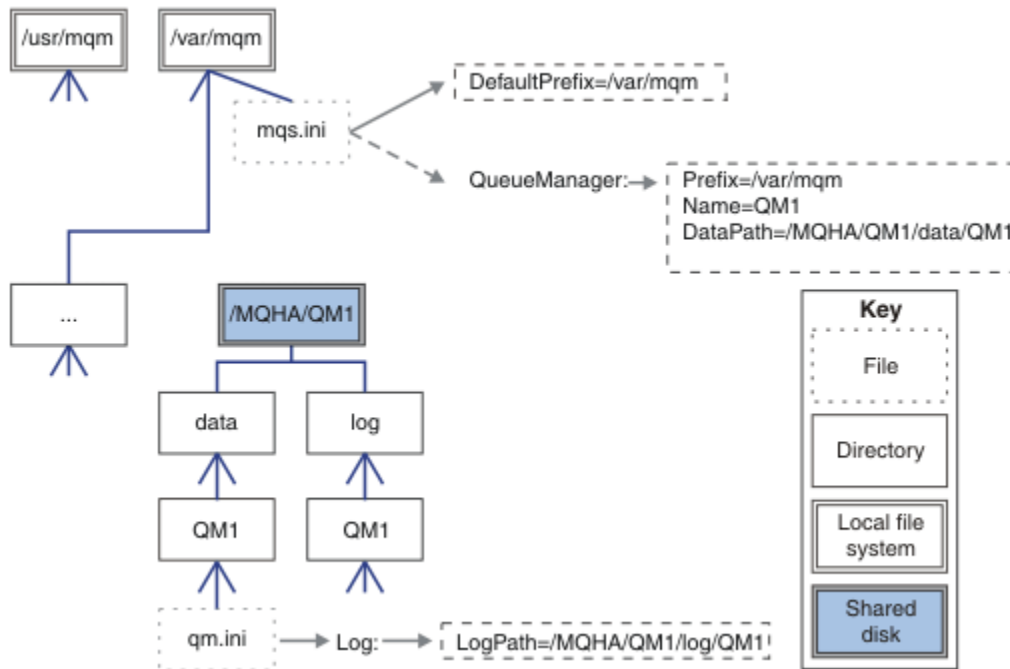 /usr/mqm
/var/mqm
mqs.ini
DefaultPrefix=/var/mqm
QueueManager:
Prefix=/var/mqm
Name=QM1
DataPath=/MQHA/QM1/data/QM1
...
/MQHA/QM1
data
log
QM1
QM1
qm.ini
Log:
LogPath=/MQHA/QM1/log/QM1
Key
File
Directory
Local file
system
Shared
disk